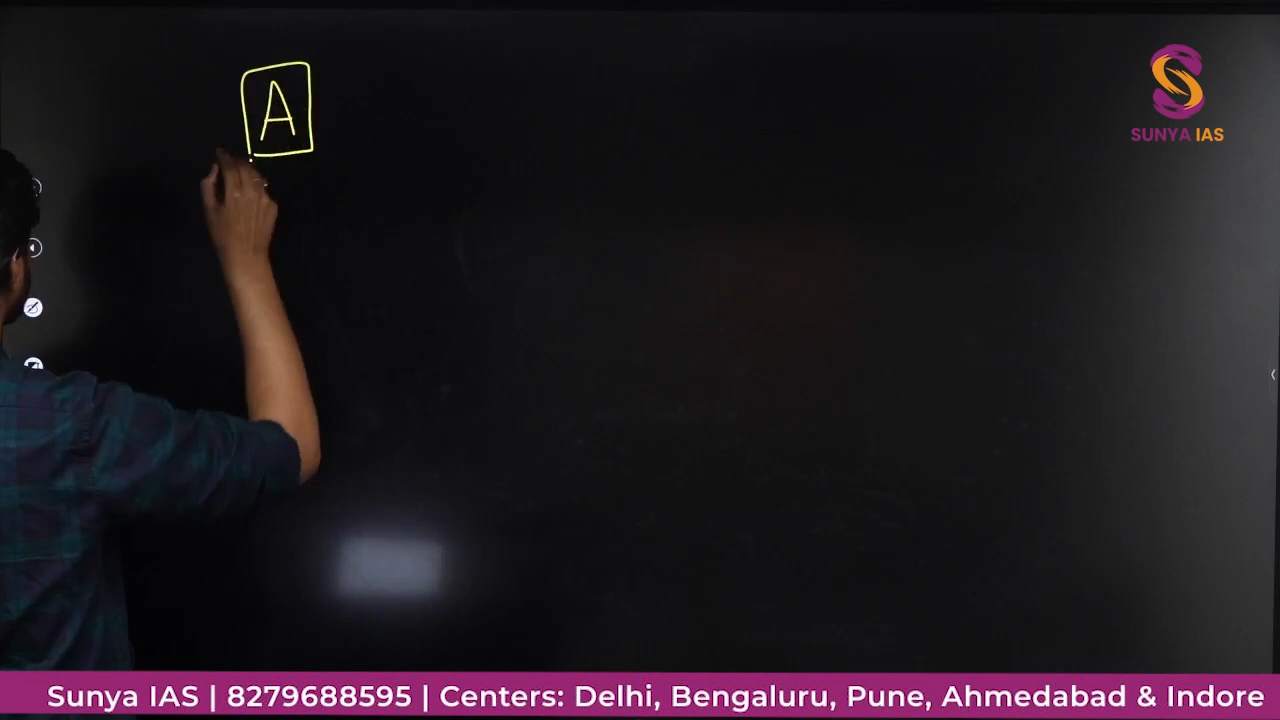 A
SUNYA IAS
Sunya IAS | 8279688595 | Centers: Delhi, Bengaluru, Pune, Ahmedabad & Indore